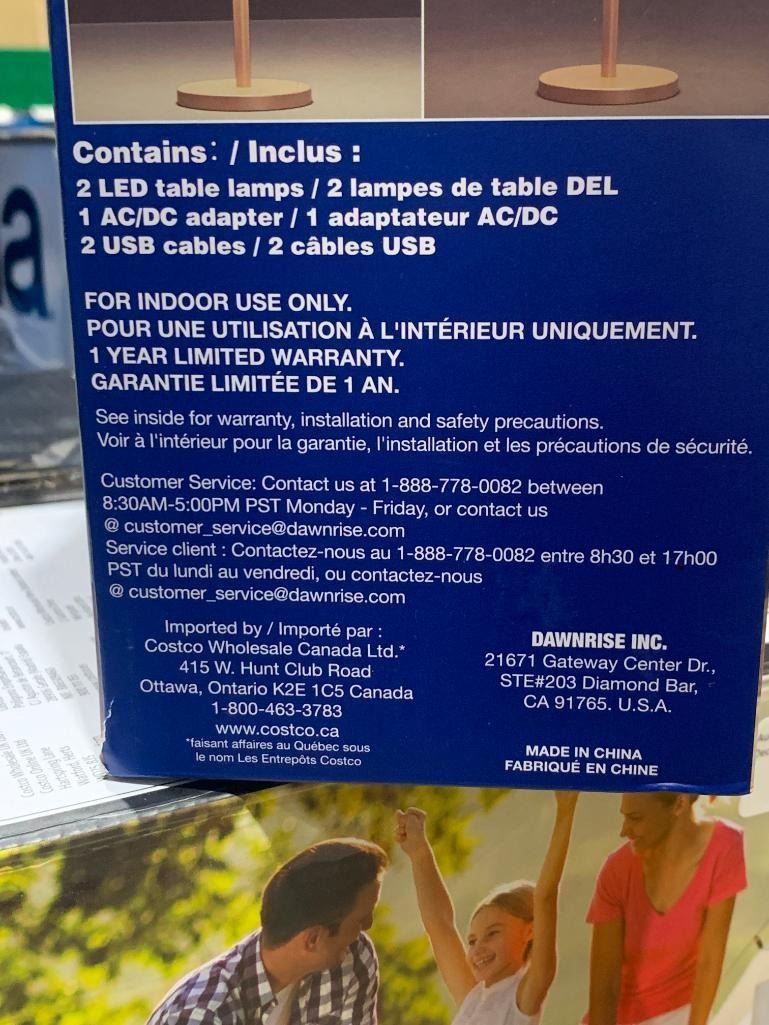 Contains: / Inclus :
2 LED table lamps / 2 lampes de table DEL
1 AC/DC adapter / 1 adaptateur AC/DC
2 USB cables / 2 câbles USB
FOR INDOOR USE ONLY.
POUR UNE UTILISATION À L'INTÉRIEUR UNIQUEMENT.
1 YEAR LIMITED WARRANTY.
GARANTIE LIMITÉE DE 1 AN.
See inside for warranty, installation and safety precautions.
Voir à l'intérieur pour la garantie, l'installation et les précautions de sécurité.
Customer Service: Contact us at 1-888-778-0082 between
8:30AM-5:00PM PST Monday - Friday, or contact us
@ customer_service@dawnrise.com
Service client : Contactez-nous au 1-888-778-0082 entre 8h30 et 17h00
PST du lundi au vendredi, ou contactez-nous
@ customer_service@dawnrise.com
Imported by / Importé par :
Costco Wholesale Canada Ltd.*
415 W. Hunt Club Road
Ottawa, Ontario K2E 1C5 Canada
1-800-463-3783
www.costco.ca
*faisant affaires au Québec sous
le nom Les Entrepôts Costco
DAWNRISE INC.
21671 Gateway Center Dr.,
STE#203 Diamond Bar,
CA 91765. U.S.A.
MADE IN CHINA
FABRIQUÉ EN CHINE
a